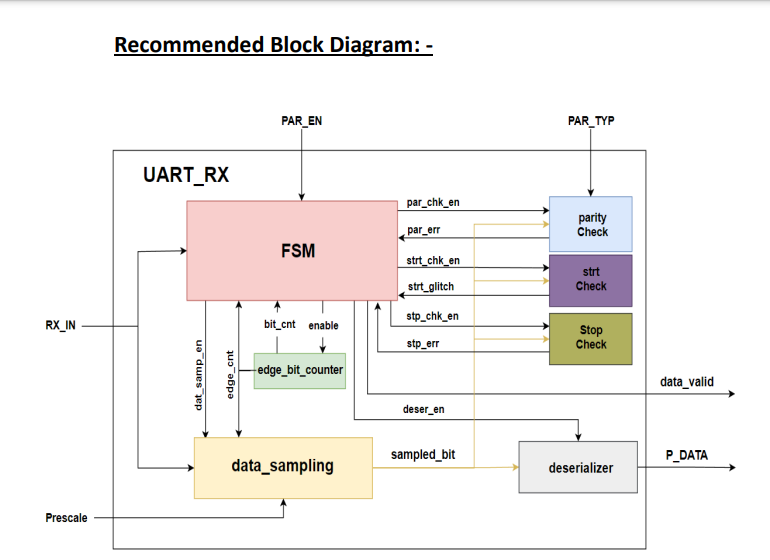 Recommended Block Diagram: -
PAR_EN
PAR_TYP
UART_RX
par_chk_en
parity
Check
par_err
FSM
strt_chk_en
strt
Check
strt_glitch
RX_IN
bit_cnt
enable
stp_chk_en
Stop
Check
stp_err
dat_samp_en
edge_cnt
edge_bit_counter
data_valid
deser_en
sampled_bit
data_sampling
deserializer
P_DATA
Prescale